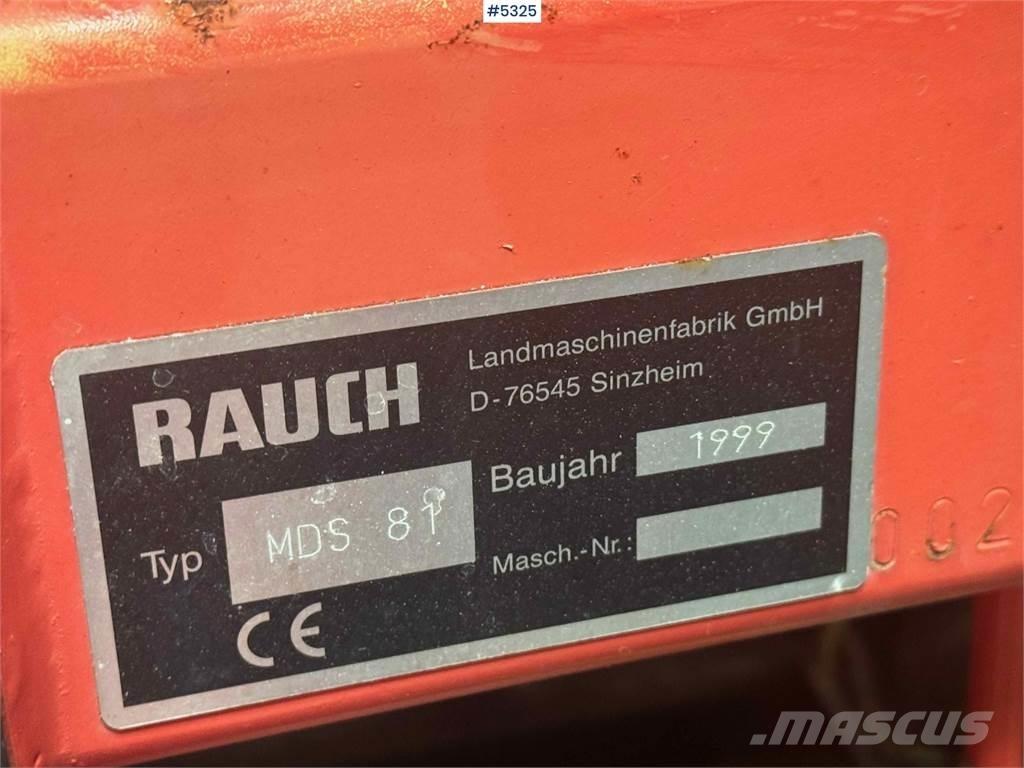 #5325
RAUCH
Landmaschinenfabrik GmbH
D-76545 Sinzheim
Baujahr 1999
Typ MDS 81
Masch.-Nr.:
CE
002
MASCUS